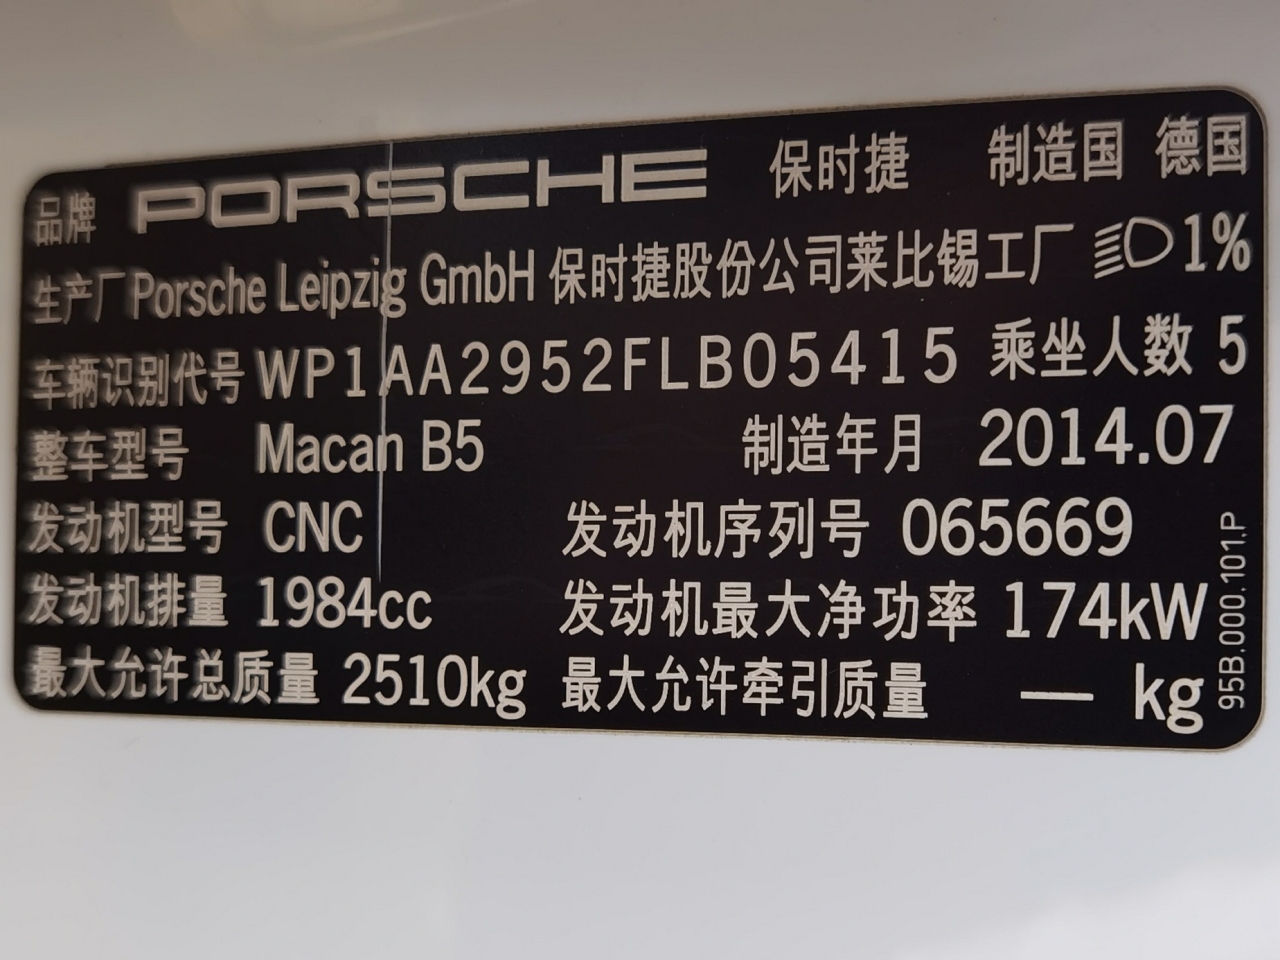 品牌 PORSCHE 保时捷 制造国 德国
生产厂 Porsche Leipzig GmbH 保时捷股份公司莱比锡工厂 1%
车辆识别代号 WP1AA2952FLB05415 乘坐人数 5
整车型号 Macan B5 制造年月 2014.07
发动机型号 CNC 发动机序列号 065669
发动机排量 1984cc 发动机最大净功率 174kW
最大允许总质量 2510kg 最大允许牵引质量 — kg
95B.000.101.P